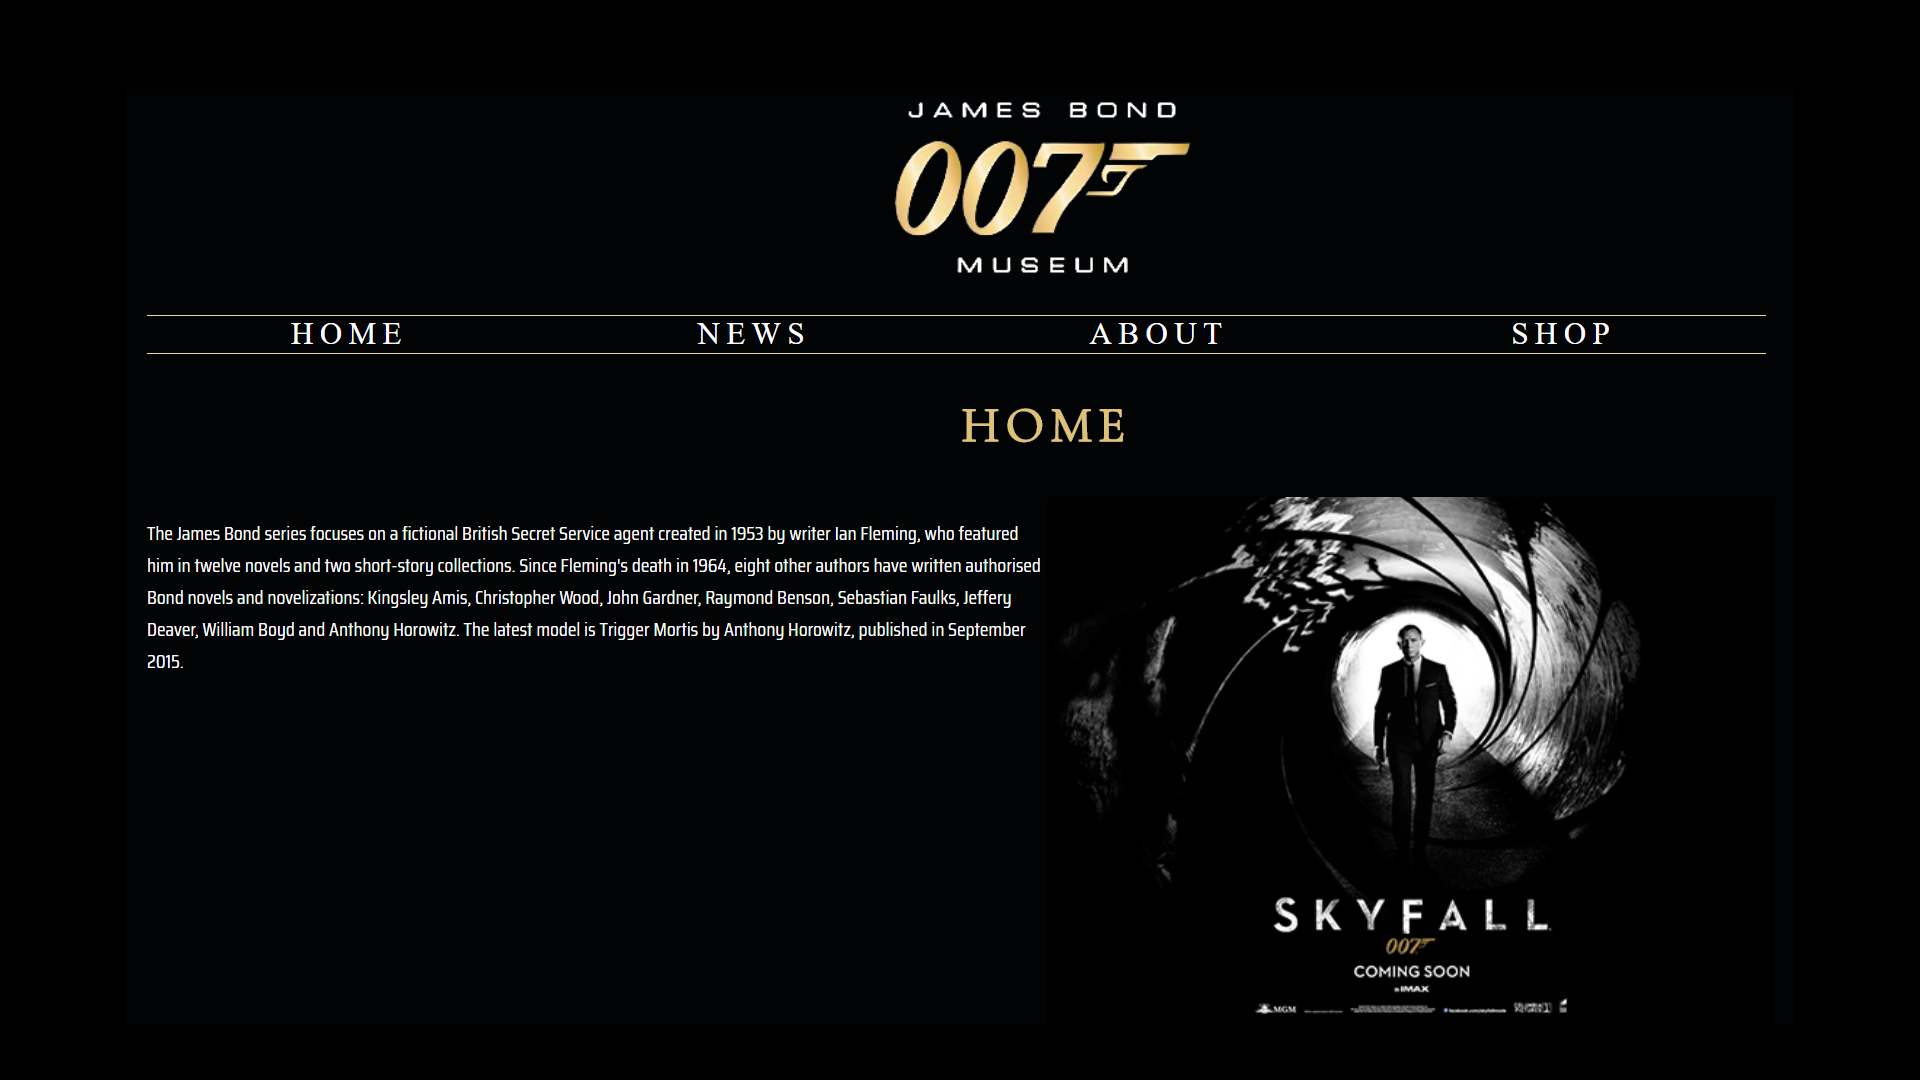 JAMES BOND
007
MUSEUM
HOME NEWS ABOUT SHOP
HOME
The James Bond series focuses on a fictional British Secret Service agent created in 1953 by writer Ian Fleming, who featured
him in twelve novels and two short-story collections. Since Fleming's death in 1964, eight other authors have written authorised
Bond novels and novelizations: Kingsley Amis, Christopher Wood, John Gardner, Raymond Benson, Sebastian Faulks, Jeffery
Deaver, William Boyd and Anthony Horowitz. The latest model is Trigger Mortis by Anthony Horowitz, published in September
2015.
SKYFALL
007
COMING SOON
IMAX
MGM